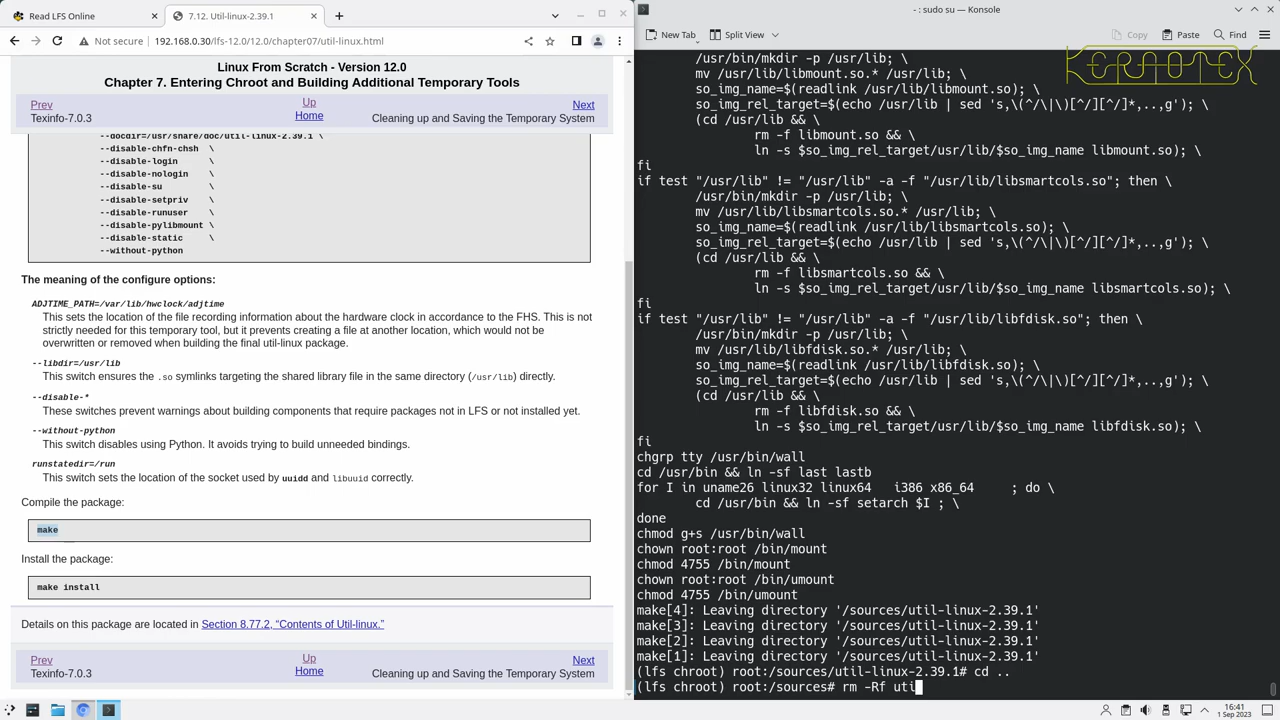 Read LFS Online
7.12. Util-linux-2.39.1
Not secure
192.168.0.30/lfs-12.0/12.0/chapter07/util-linux.html
Linux From Scratch - Version 12.0
Chapter 7. Entering Chroot and Building Additional Temporary Tools
Prev
Up
Next
Texinfo-7.0.3
Home
Cleaning up and Saving the Temporary System
--docdir=/usr/share/doc/util-linux-2.39.1 \
--disable-chfn-chsh  \
--disable-login      \
--disable-nologin    \
--disable-su         \
--disable-setpriv    \
--disable-runuser    \
--disable-pylibmount \
--disable-static     \
--without-python
The meaning of the configure options:
ADJTIME_PATH=/var/lib/hwclock/adjtime
This sets the location of the file recording information about the hardware clock in accordance to the FHS. This is not
strictly needed for this temporary tool, but it prevents creating a file at another location, which would not be
overwritten or removed when building the final util-linux package.
--libdir=/usr/lib
This switch ensures the .so symlinks targeting the shared library file in the same directory (/usr/lib) directly.
--disable-*
These switches prevent warnings about building components that require packages not in LFS or not installed yet.
--without-python
This switch disables using Python. It avoids trying to build unneeded bindings.
runstatedir=/run
This switch sets the location of the socket used by uuidd and libuuid correctly.
Compile the package:
make
Install the package:
make install
Details on this package are located in Section 8.77.2, “Contents of Util-linux.”
Prev
Up
Next
Texinfo-7.0.3
Home
Cleaning up and Saving the Temporary System
- : sudo su — Konsole
New Tab
Split View
Copy
Paste
Find
KERNOTEX
/usr/bin/mkdir -p /usr/lib; \
mv /usr/lib/libmount.so.* /usr/lib; \
so_img_name=$(readlink /usr/lib/libmount.so); \
so_img_rel_target=$(echo /usr/lib | sed 's,\(^/\|\)[^/][^/]*,..,g'); \
(cd /usr/lib && \
rm -f libmount.so && \
ln -s $so_img_rel_target/usr/lib/$so_img_name libmount.so); \
fi
if test "/usr/lib" != "/usr/lib" -a -f "/usr/lib/libsmartcols.so"; then \
/usr/bin/mkdir -p /usr/lib; \
mv /usr/lib/libsmartcols.so.* /usr/lib; \
so_img_name=$(readlink /usr/lib/libsmartcols.so); \
so_img_rel_target=$(echo /usr/lib | sed 's,\(^/\|\)[^/][^/]*,..,g'); \
(cd /usr/lib && \
rm -f libsmartcols.so && \
ln -s $so_img_rel_target/usr/lib/$so_img_name libsmartcols.so); \
fi
if test "/usr/lib" != "/usr/lib" -a -f "/usr/lib/libfdisk.so"; then \
/usr/bin/mkdir -p /usr/lib; \
mv /usr/lib/libfdisk.so.* /usr/lib; \
so_img_name=$(readlink /usr/lib/libfdisk.so); \
so_img_rel_target=$(echo /usr/lib | sed 's,\(^/\|\)[^/][^/]*,..,g'); \
(cd /usr/lib && \
rm -f libfdisk.so && \
ln -s $so_img_rel_target/usr/lib/$so_img_name libfdisk.so); \
fi
chgrp tty /usr/bin/wall
cd /usr/bin && ln -sf last lastb
for I in uname26 linux32 linux64   i386 x86_64     ; do \
cd /usr/bin && ln -sf setarch $I ; \
done
chmod g+s /usr/bin/wall
chown root:root /bin/mount
chmod 4755 /bin/mount
chown root:root /bin/umount
chmod 4755 /bin/umount
make[4]: Leaving directory '/sources/util-linux-2.39.1'
make[3]: Leaving directory '/sources/util-linux-2.39.1'
make[2]: Leaving directory '/sources/util-linux-2.39.1'
make[1]: Leaving directory '/sources/util-linux-2.39.1'
(lfs chroot) root:/sources/util-linux-2.39.1# cd ..
(lfs chroot) root:/sources# rm -Rf uti
16:41
1 Sep 2023